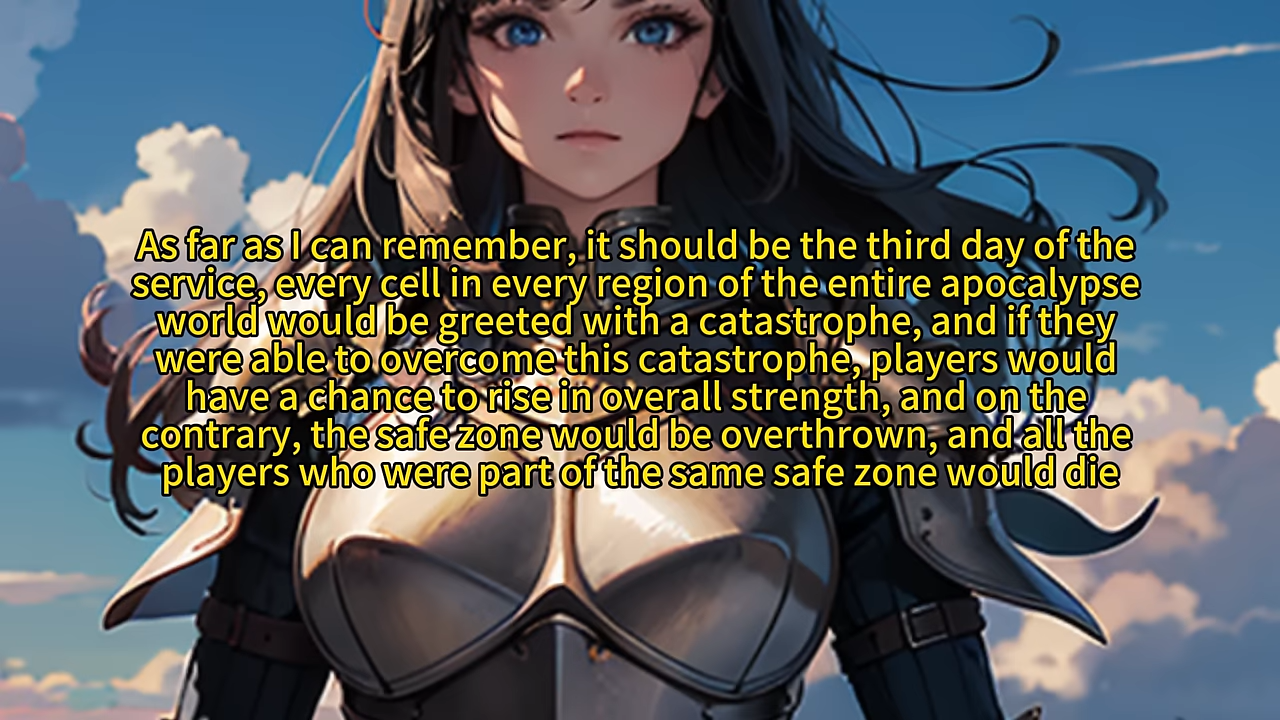 As far as I can remember, it should be the third day of the
service, every cell in every region of the entire apocalypse
world would be greeted with a catastrophe, and if they
were able to overcome this catastrophe, players would
have a chance to rise in overall strength, and on the
contrary, the safe zone would be overthrown, and all the
players who were part of the same safe zone would die